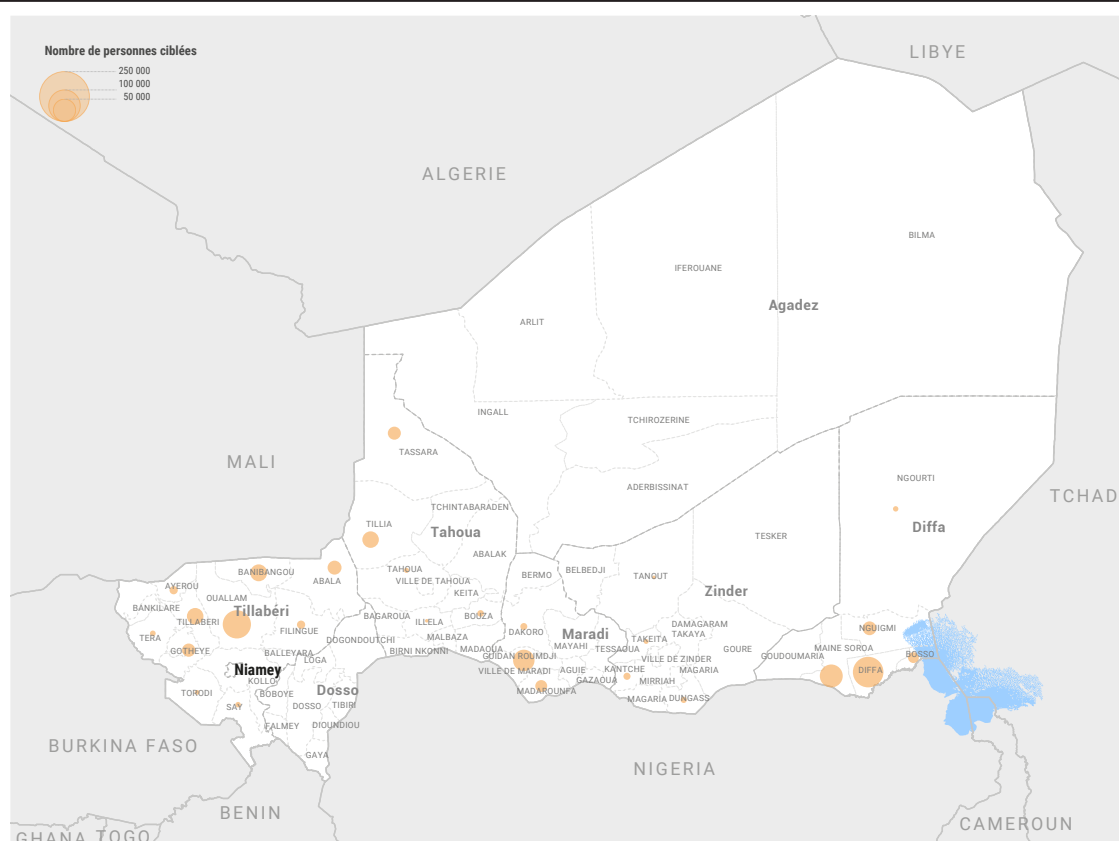 Nombre de personnes ciblées
250 000
100 000
50 000
LIBYE
ALGERIE
BILMA
IFEROUANE
Agadez
ARLIT
INGALL
TCHIROZERINE
TASSARA
MALI
NGOURTI
ADERBISSINAT
TCHAD
TCHINTABARADEN
TILLIA
Tahoua
Diffa
TESKER
ABALAK
TAHOUA
BELBEDJI
BANIBANGOU
BERMO
TANOUT
ABALA
VILLE DE TAHOUA
AYEROU
KEITA
Zinder
OUALLAM
BANKILARE
Tillabéri
BAGAROUA
ILLELA
BOUZA
TILLABERI
DAMAGARAM
TAKAYA
NGUIGMI
FILINGUE
DAKORO
Maradi
TERA
DOGONDOUTCHI
MALBAZA
TAKEITA
MAYAHI
TESSAOUA
GOURE
MAINE SOROA
GOTHEYE
BALLEYARA
BIRNI NKONNI
MADAOUA
GUIDAN ROUMDJI
GOUDOUMARIA
BOSSO
LOGA
VILLE DE ZINDER
Niamey
VILLE DE MARADI
AGUIE
KANTCHE
MAGARIA
DIFFA
KOLLO
GAZAOUA
MIRRIAH
TORODI
BOBOYE
Dosso
MADAROUNFA
MAGARIA
DUNGASS
SAY
DOSSO
TIBIRI
FALMEY
DIOUNDIOU
BURKINA FASO
GAYA
NIGERIA
BENIN
CAMEROUN
GHANA
TOGO